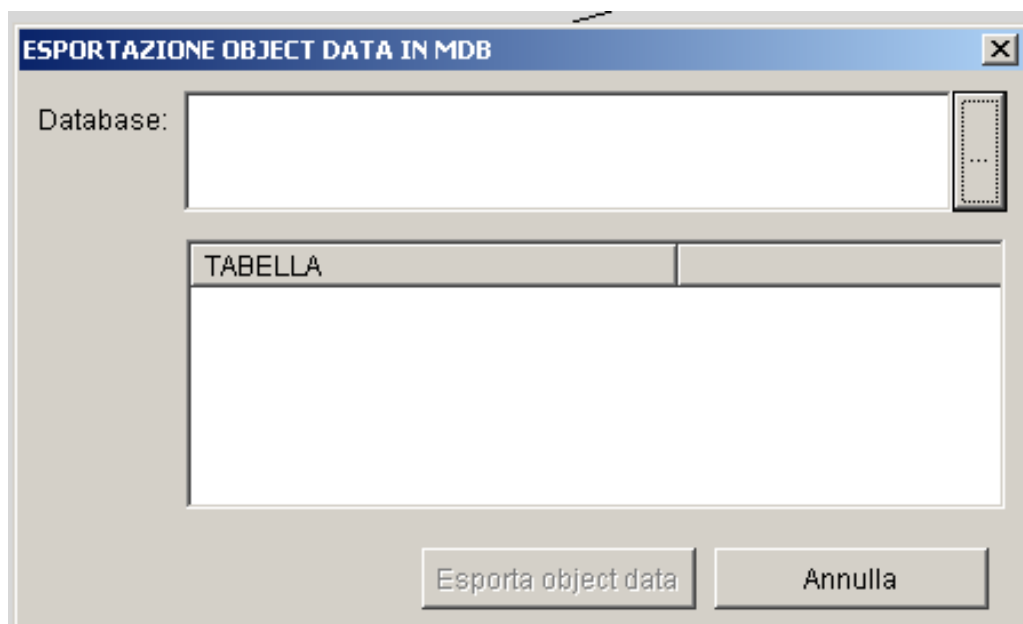 ESPORTAZIONE OBJECT DATA IN MDB
Database:
...
TABELLA
Esporta object data
Annulla